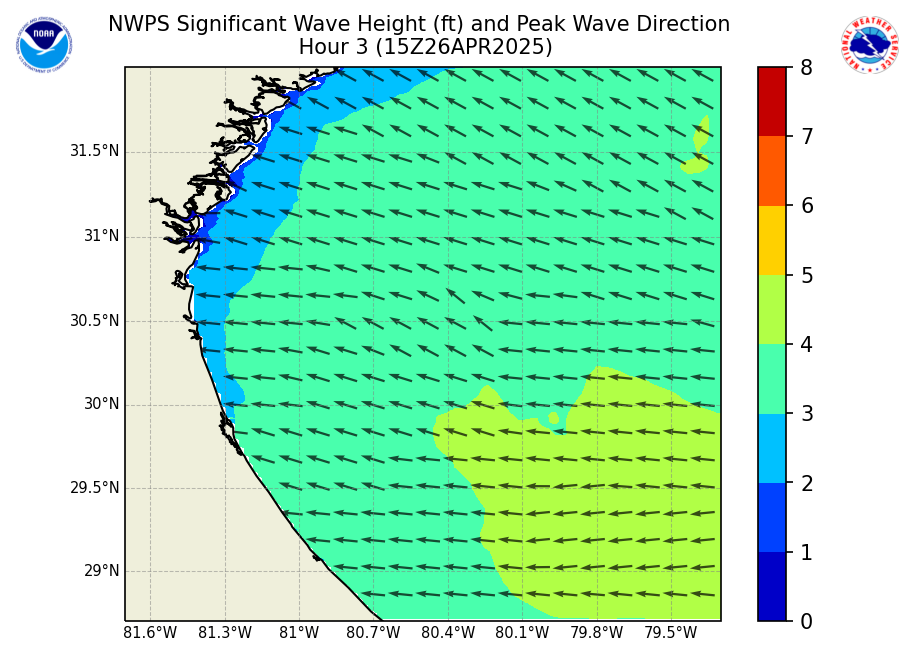 NWPS Significant Wave Height (ft) and Peak Wave Direction
Hour 3 (15Z26APR2025)
NOAA
31.5°N
31°N
30.5°N
30°N
29.5°N
29°N
81.6°W 81.3°W 81°W 80.7°W 80.4°W 80.1°W 79.8°W 79.5°W
8
7
6
5
4
3
2
1
0
NATIONAL WEATHER SERVICE